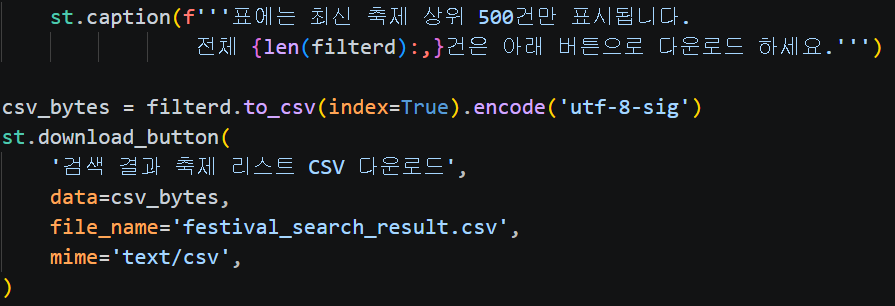 st.caption(f'''표에는 최신 축제 상위 500건만 표시됩니다.
전체 {len(filterd):,}건은 아래 버튼으로 다운로드 하세요.''')
csv_bytes = filterd.to_csv(index=True).encode('utf-8-sig')
st.download_button(
'검색 결과 축제 리스트 CSV 다운로드',
data=csv_bytes,
file_name='festival_search_result.csv',
mime='text/csv',
)